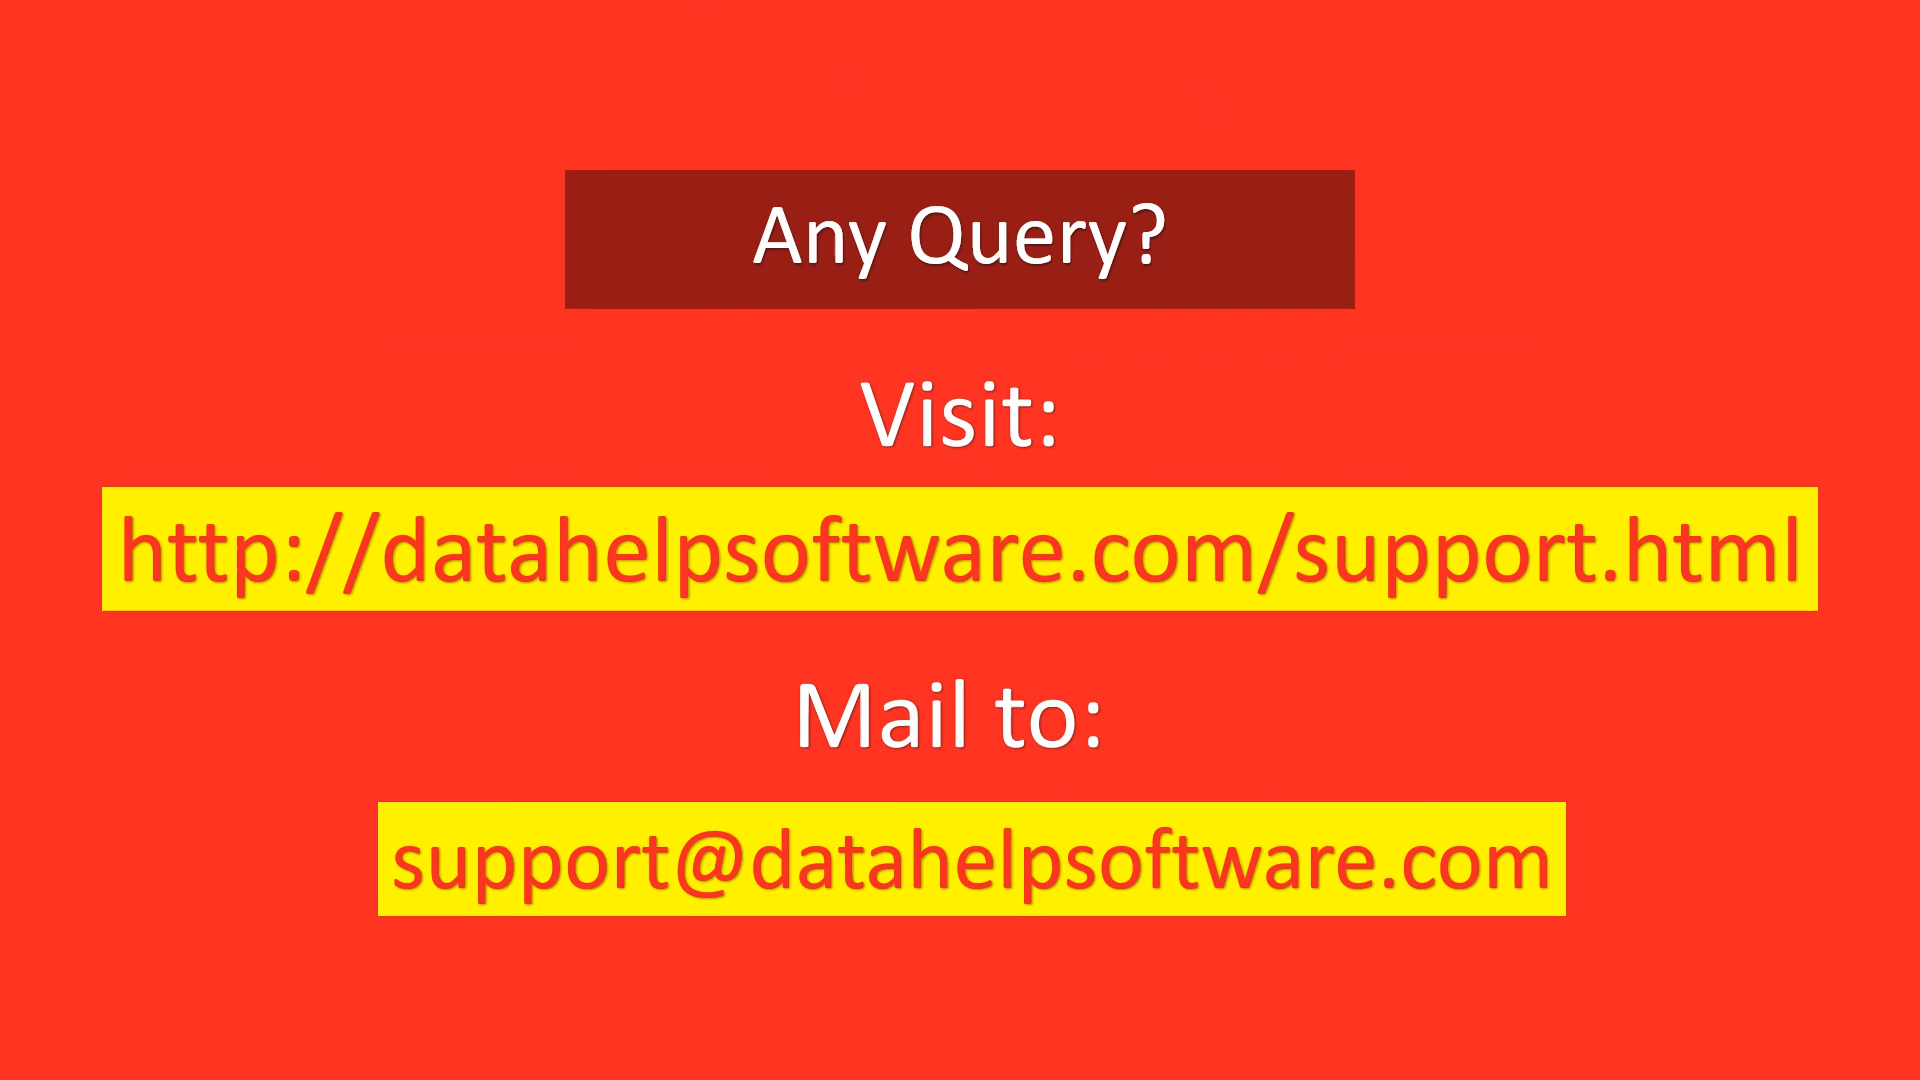 Any Query?
Visit:
http://datahelpsoftware.com/support.html
Mail to:
support@datahelpsoftware.com